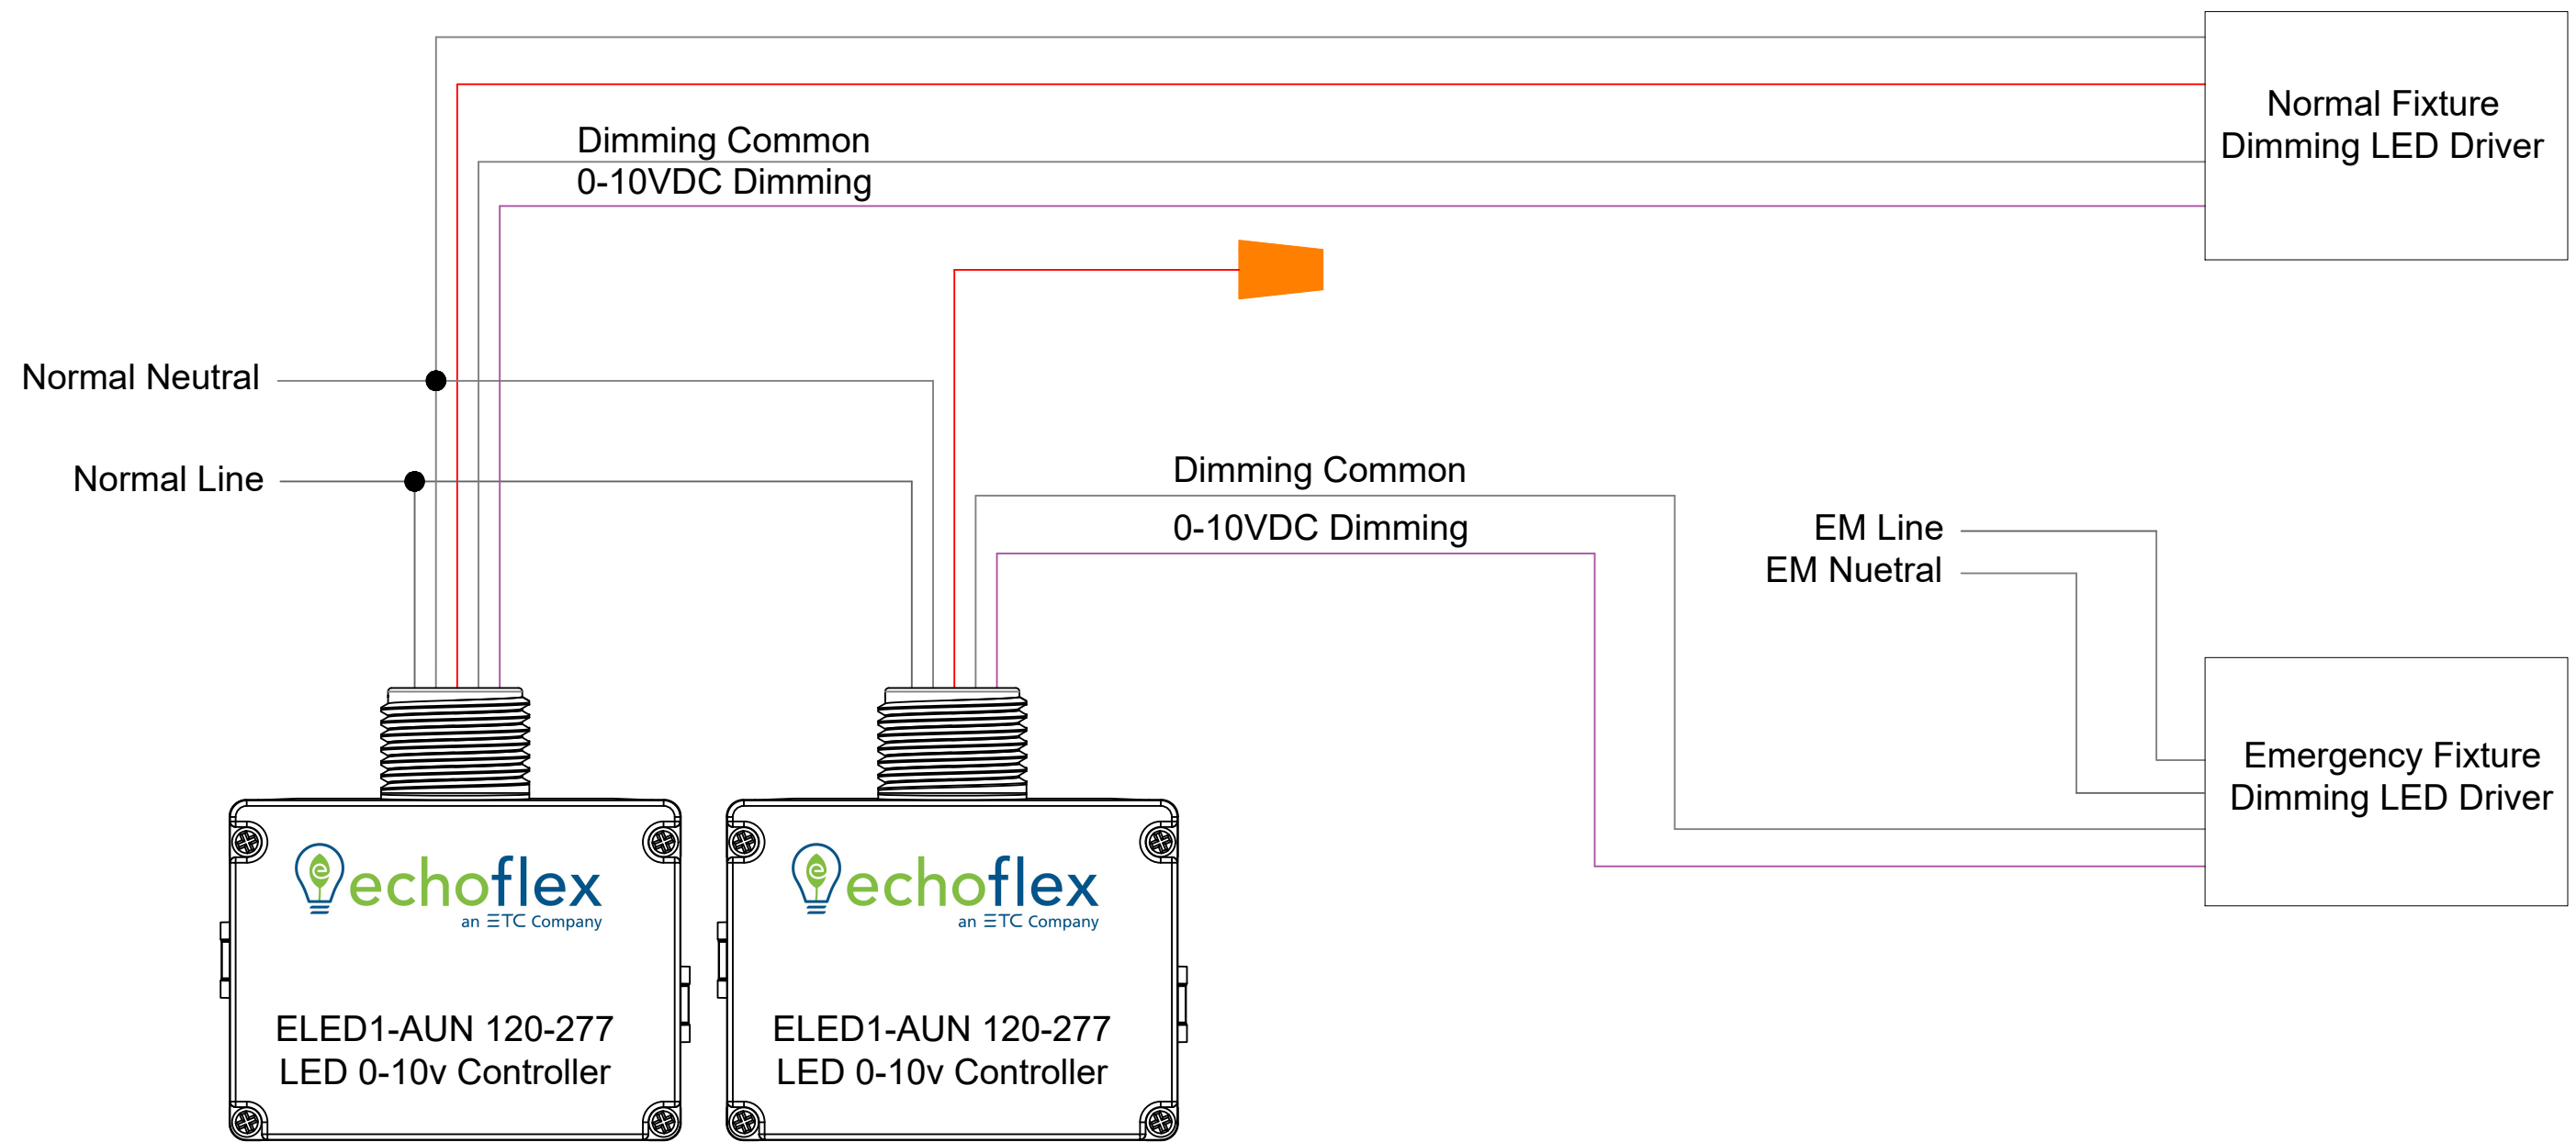 Normal Fixture
Dimming LED Driver
Dimming Common
0-10VDC Dimming
Normal Neutral
Normal Line
Dimming Common
0-10VDC Dimming
EM Line
EM Nuetral
Emergency Fixture
Dimming LED Driver
echoflex
an ETC Company
ELED1-AUN 120-277
LED 0-10v Controller
echoflex
an ETC Company
ELED1-AUN 120-277
LED 0-10v Controller